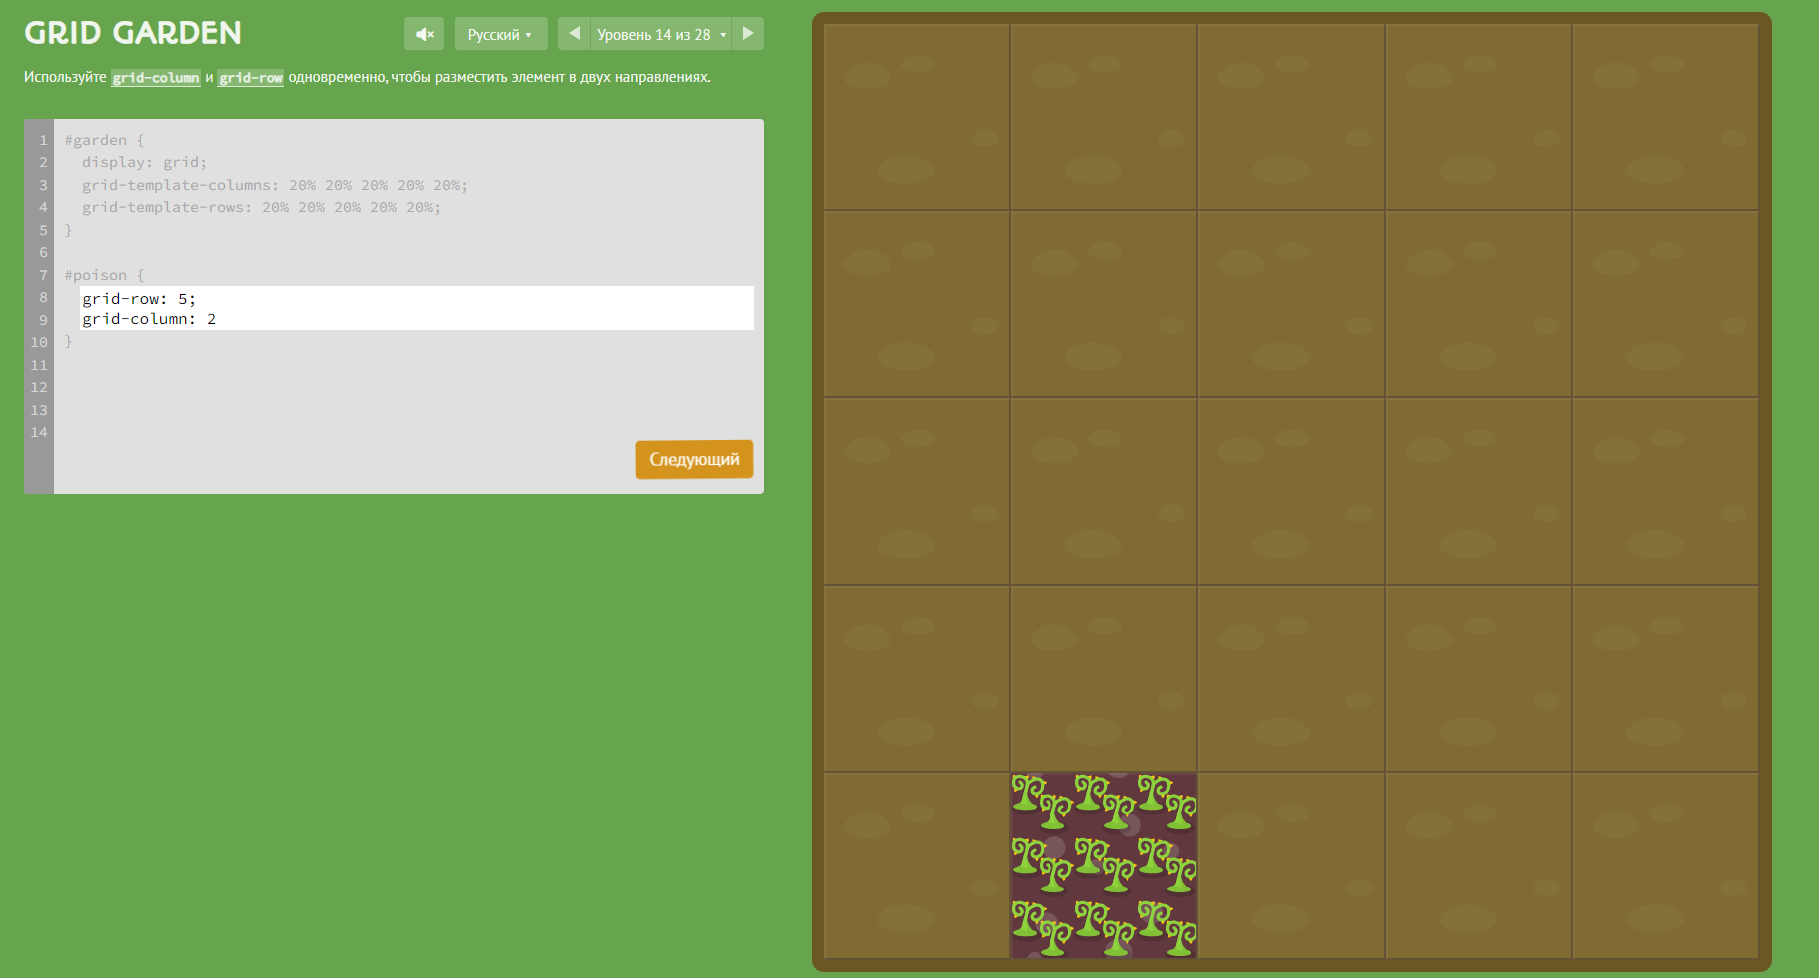 GRID GARDEN
Русский ▾
Уровень 14 из 28 ▾
Используйте grid-column и grid-row одновременно, чтобы разместить элемент в двух направлениях.
1 #garden {
2 display: grid;
3 grid-template-columns: 20% 20% 20% 20% 20%;
4 grid-template-rows: 20% 20% 20% 20% 20%;
5 }
6
7 #poison {
8 grid-row: 5;
9 grid-column: 2
10 }
11
12
13
14
Следующий